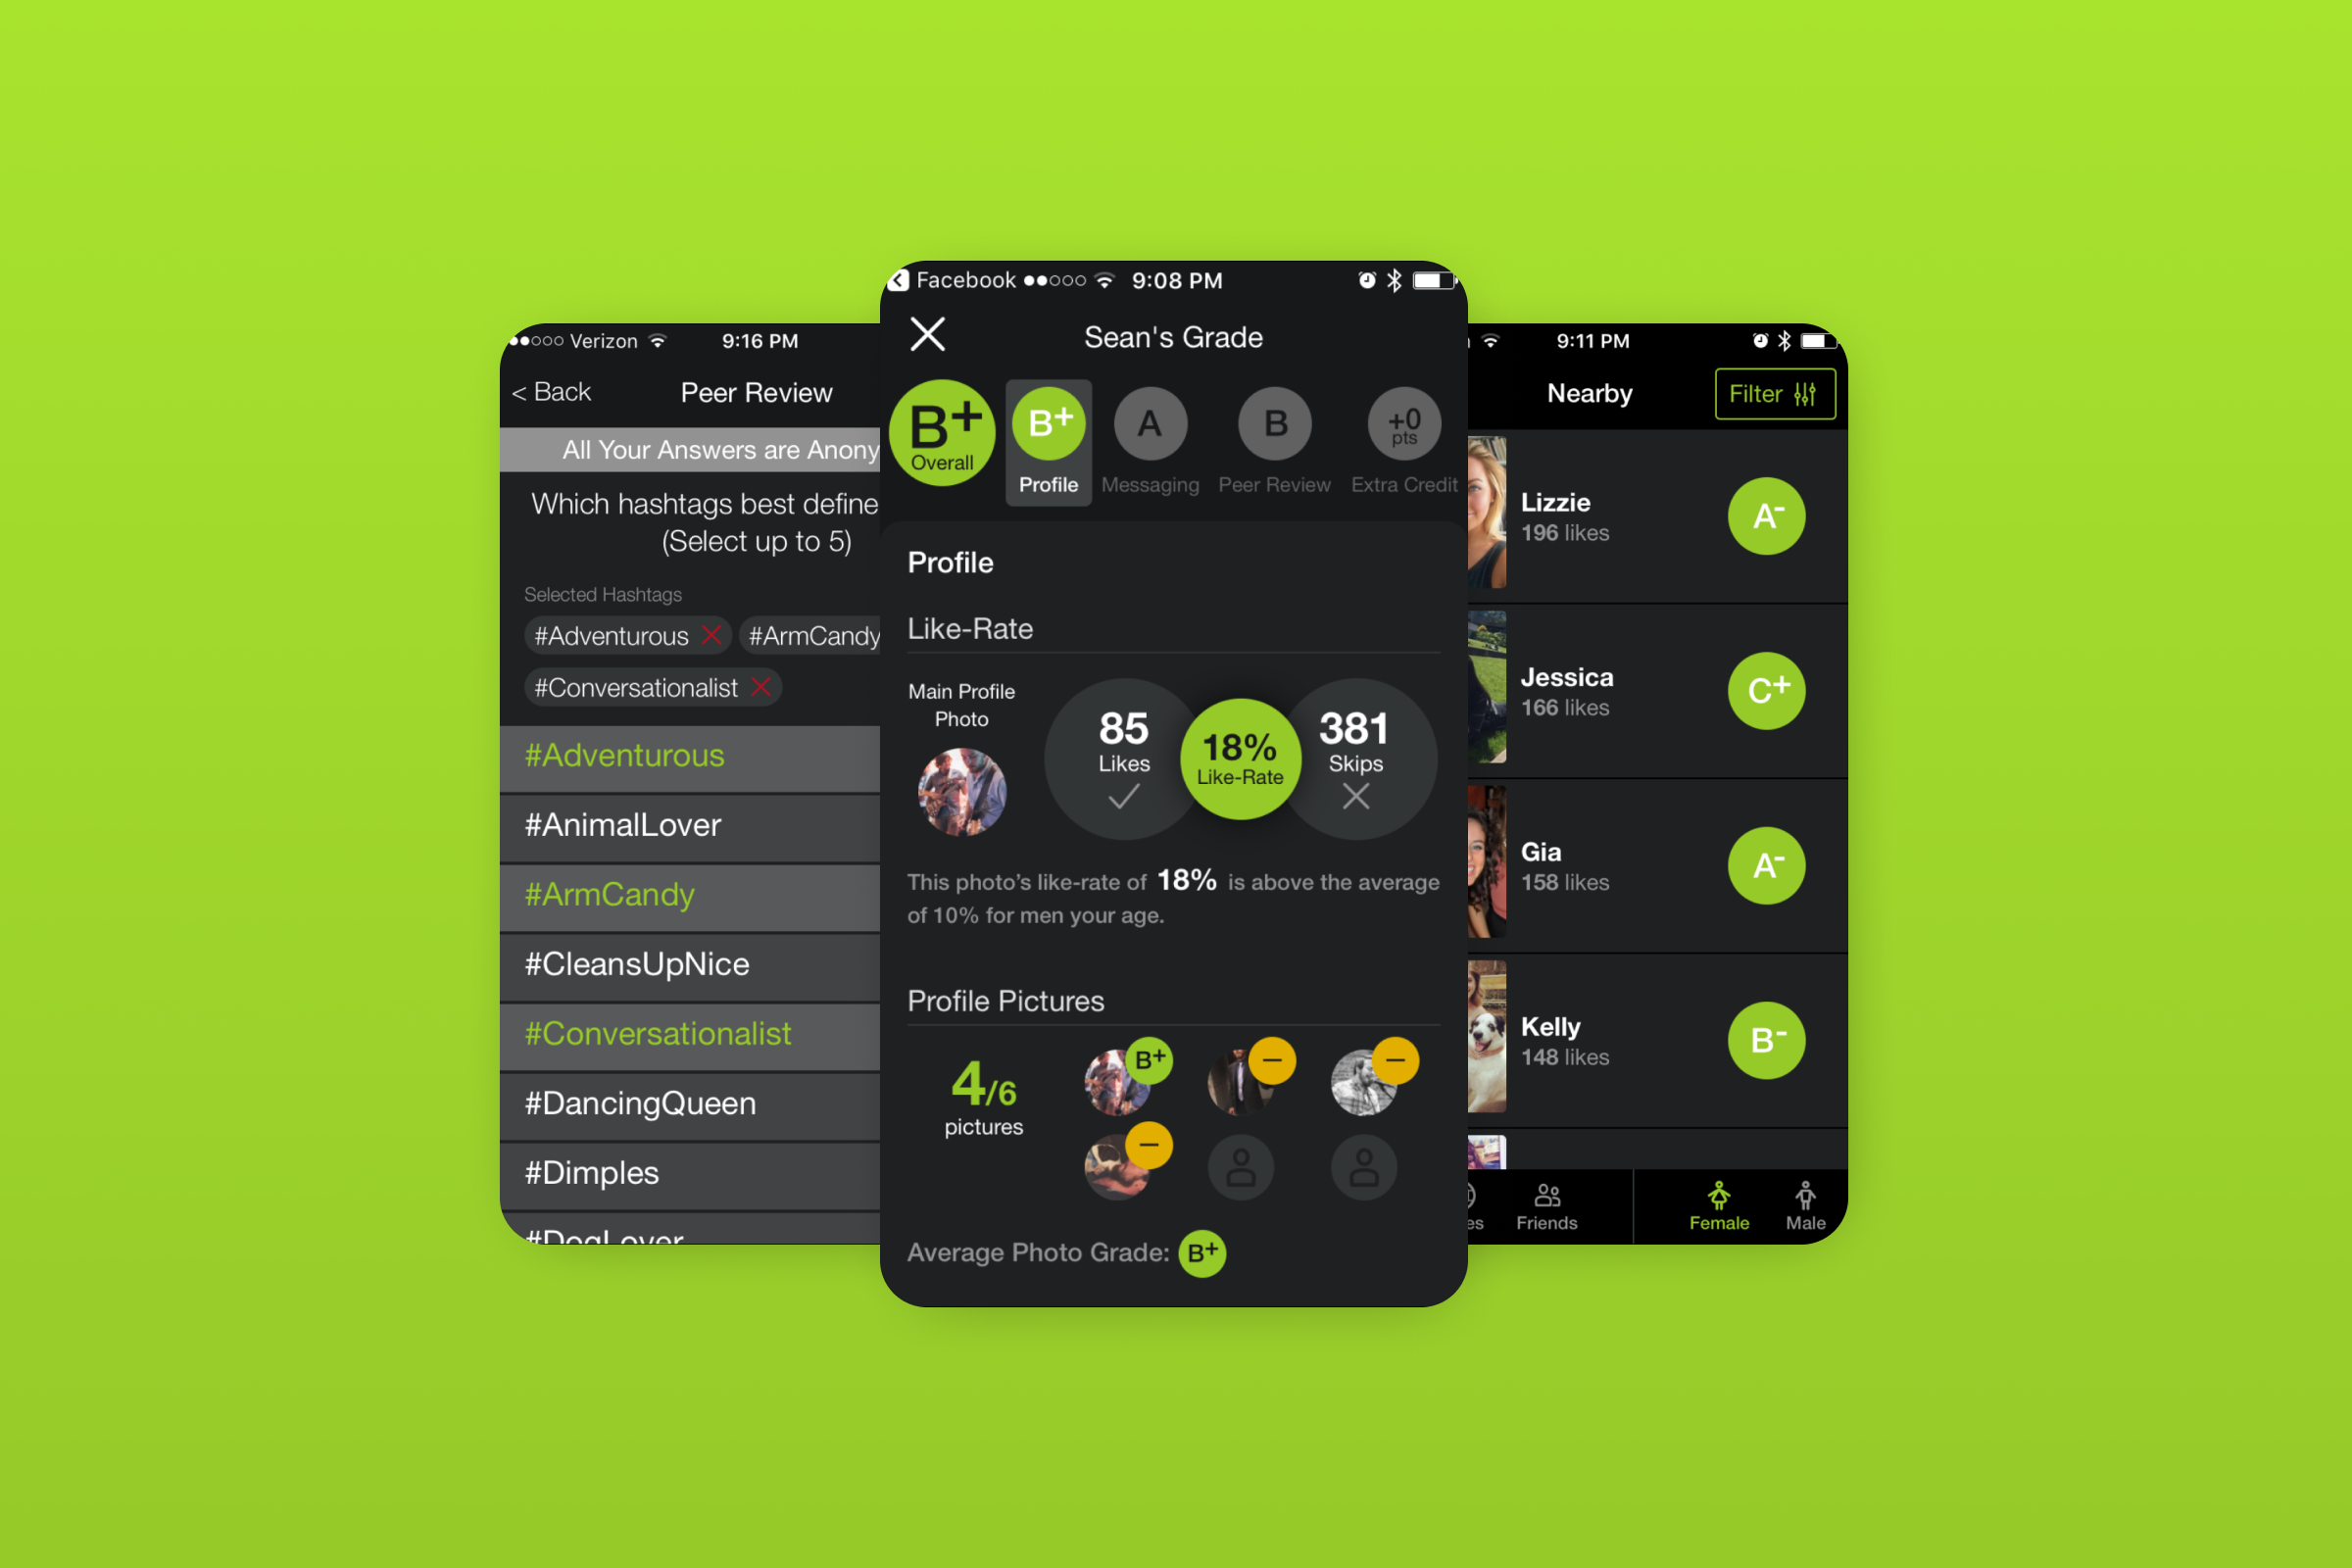 Verizon 9:16 PM
< Back Peer Review
All Your Answers are Anony
Which hashtags best define
(Select up to 5)
Selected Hashtags
#Adventurous #ArmCandy
#Conversationalist
#Adventurous
#AnimalLover
#ArmCandy
#CleansUpNice
#Conversationalist
#DancingQueen
#Dimples
#DogLover
Facebook 9:08 PM
Sean's Grade
B+ Overall
B+ Profile
A Messaging
B Peer Review
+0 pts Extra Credit
Profile
Like-Rate
Main Profile
Photo
85
Likes
18%
Like-Rate
381
Skips
This photo's like-rate of 18% is above the average
of 10% for men your age.
Profile Pictures
4/6
pictures
B+
Average Photo Grade: B+
9:11 PM
Nearby Filter
Lizzie
196 likes
A-
Jessica
166 likes
C+
Gia
158 likes
A-
Kelly
148 likes
B-
es Friends Female Male